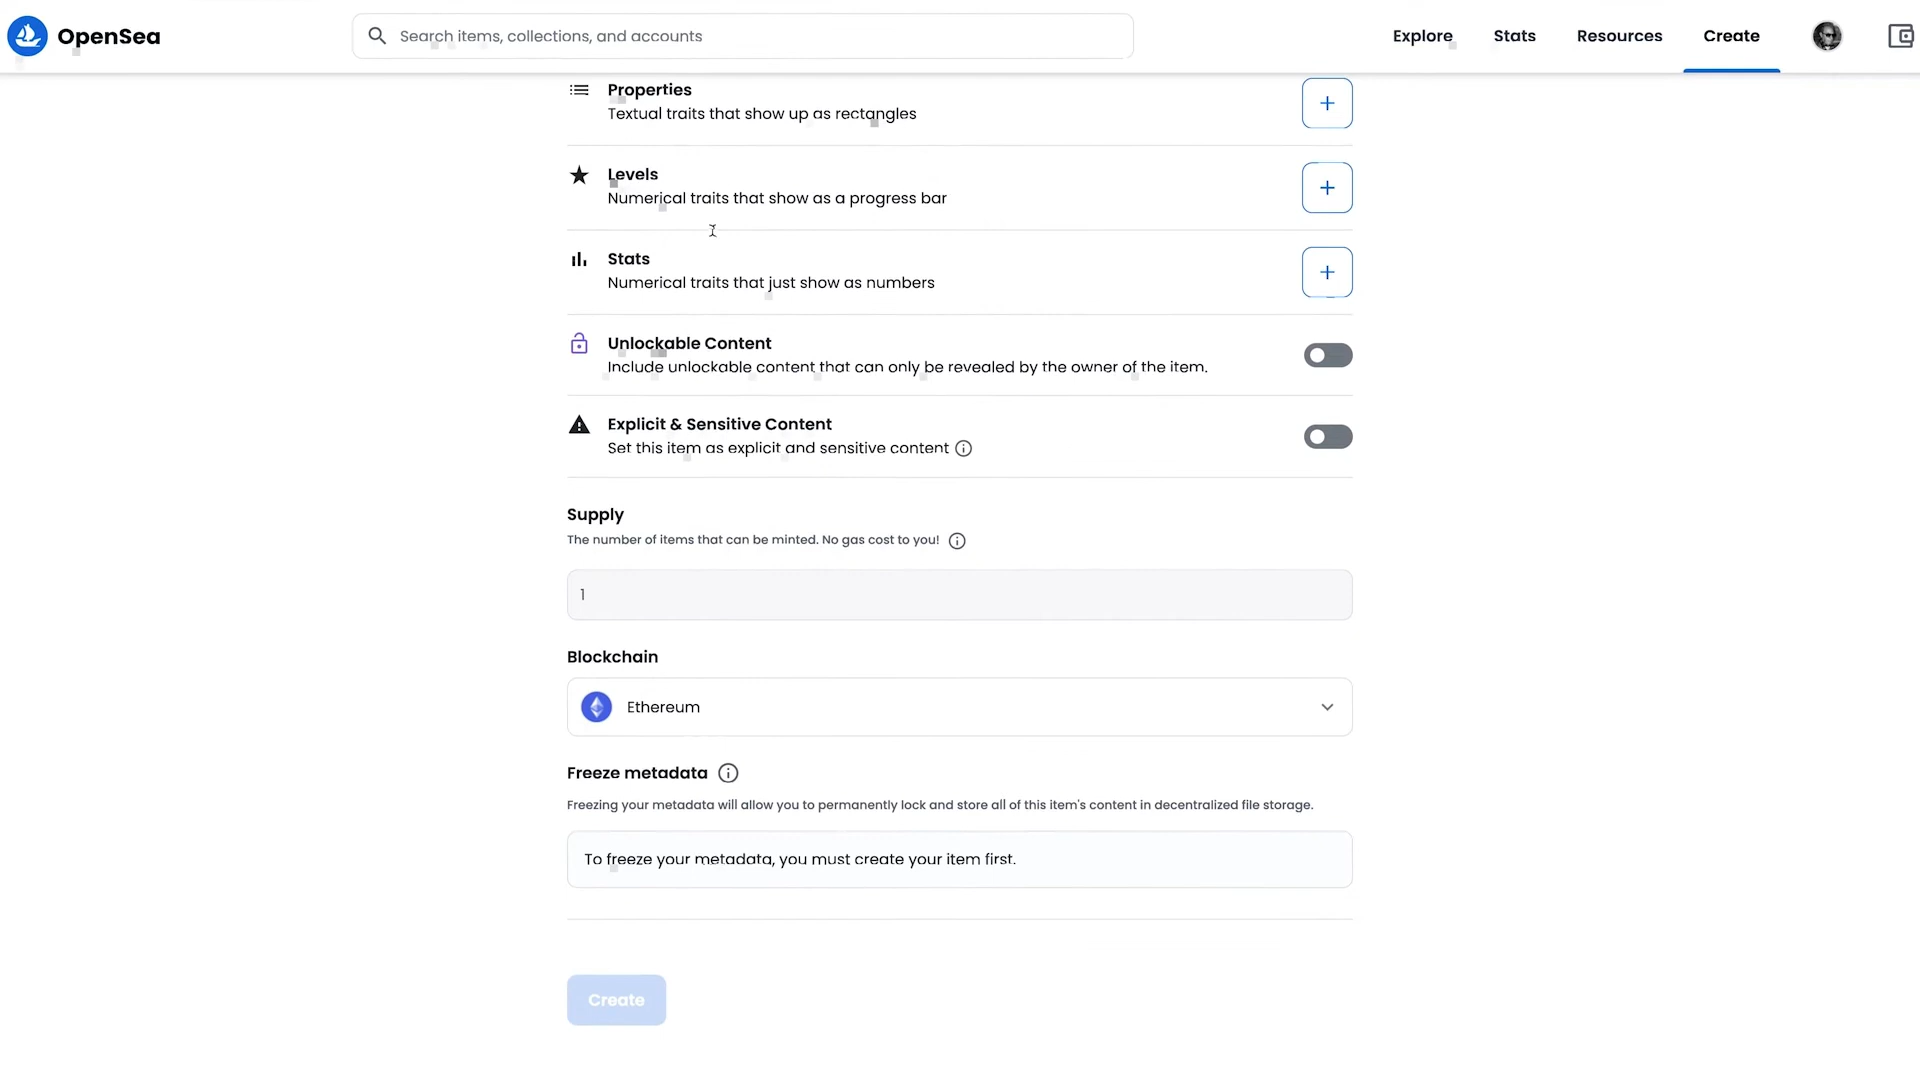 OpenSea
Search items, collections, and accounts
Explore
Stats
Resources
Create
Properties
Textual traits that show up as rectangles
Levels
Numerical traits that show as a progress bar
Stats
Numerical traits that just show as numbers
Unlockable Content
Include unlockable content that can only be revealed by the owner of the item.
Explicit & Sensitive Content
Set this item as explicit and sensitive content
Supply
The number of items that can be minted. No gas cost to you!
1
Blockchain
Ethereum
Freeze metadata
Freezing your metadata will allow you to permanently lock and store all of this item's content in decentralized file storage.
To freeze your metadata, you must create your item first.
Create